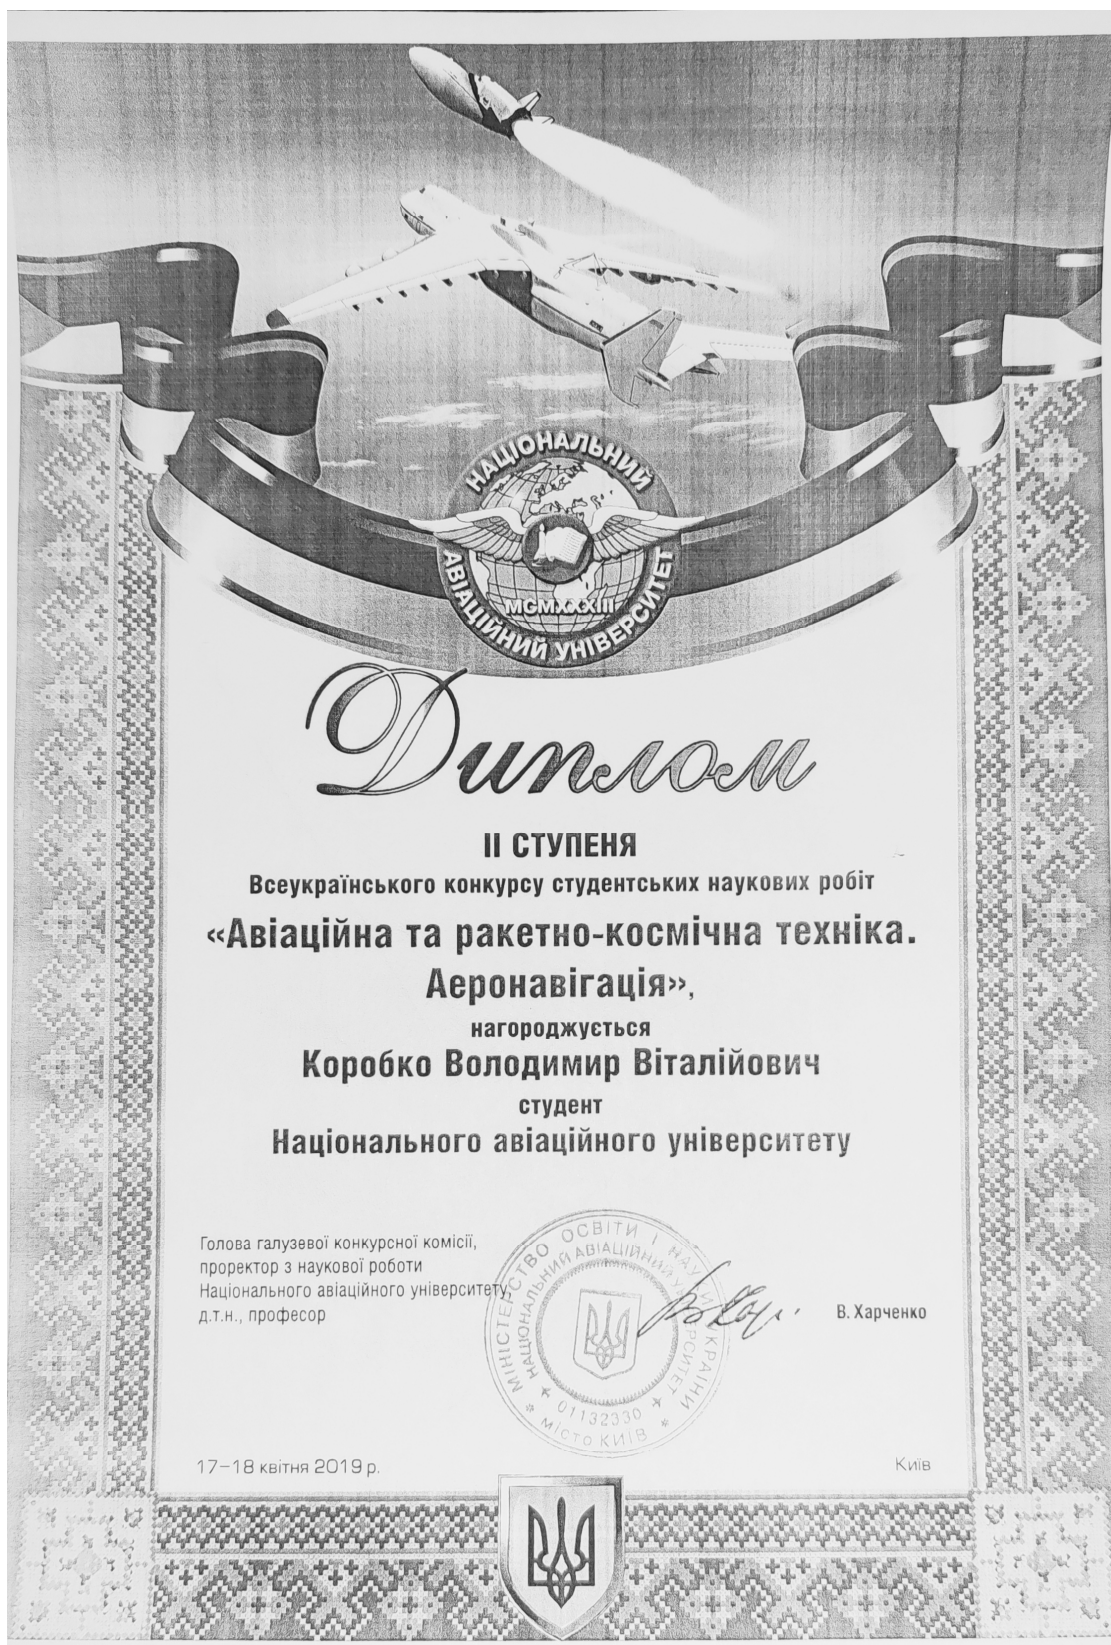 НАЦІОНАЛЬНИЙ
АВІАЦІЙНИЙ УНІВЕРСИТЕТ
MCMXXXIII
Диплом
ІІ СТУПЕНЯ
Всеукраїнського конкурсу студентських наукових робіт
«Авіаційна та ракетно-космічна техніка.
Аеронавігація»,
нагороджується
Коробко Володимир Віталійович
студент
Національного авіаційного університету
Голова галузевої конкурсної комісії,
проректор з наукової роботи
Національного авіаційного університету,
д.т.н., професор
В. Харченко
МІНІСТЕРСТВО ОСВІТИ І НАУКИ УКРАЇНИ
НАЦІОНАЛЬНИЙ АВІАЦІЙНИЙ УНІВЕРСИТЕТ
01132330
* МІСТО КИЇВ *
17–18 квітня 2019 р.
Київ